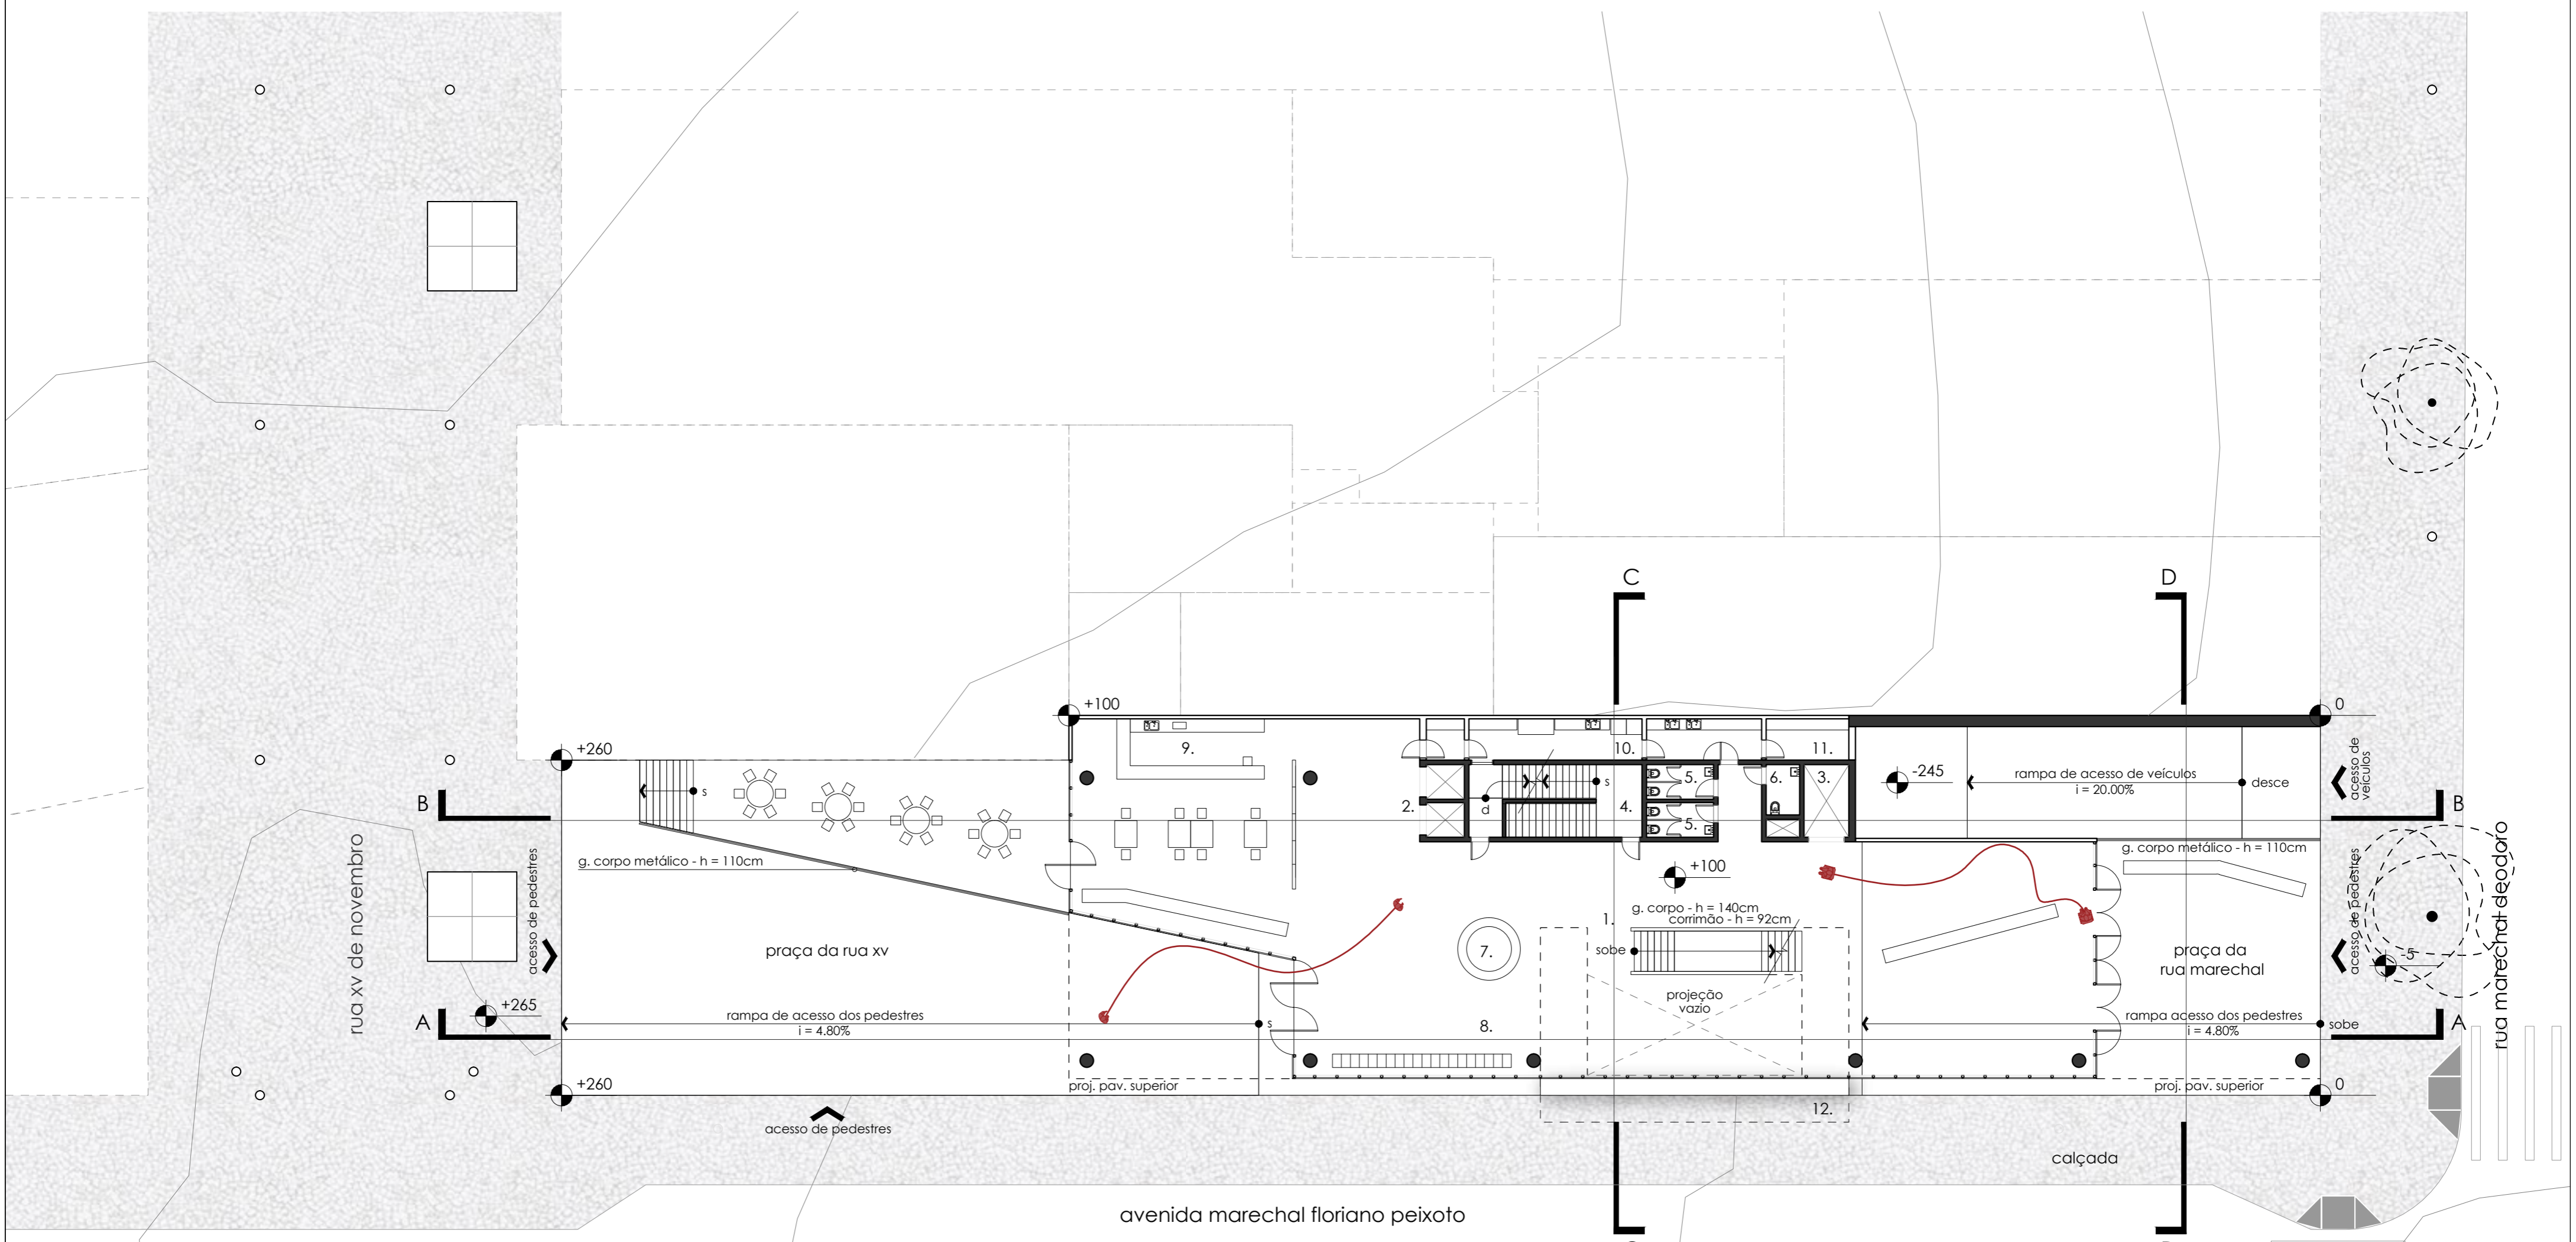 C
D
+100
0
+260
9.
10.
11.
acesso de
veículos
-245
rampa de acesso de veículos
i = 20.00%
desce
s
s
5.
6.
3.
2.
4.
d
5.
B
B
g. corpo metálico - h = 110cm
g. corpo metálico - h = 110cm
+100
g. corpo - h = 140cm
corrimão - h = 92cm
1.
rua xv de novembro
acesso de pedestres
praça da rua xv
7.
sobe
praça da
rua marechal
acesso de pedestres
-5
rua marechal deodoro
projeção
vazio
A
+265
rampa de acesso dos pedestres
i = 4.80%
s
8.
rampa acesso dos pedestres
i = 4.80%
sobe
A
+260
proj. pav. superior
proj. pav. superior
0
12.
acesso de pedestres
calçada
avenida marechal floriano peixoto